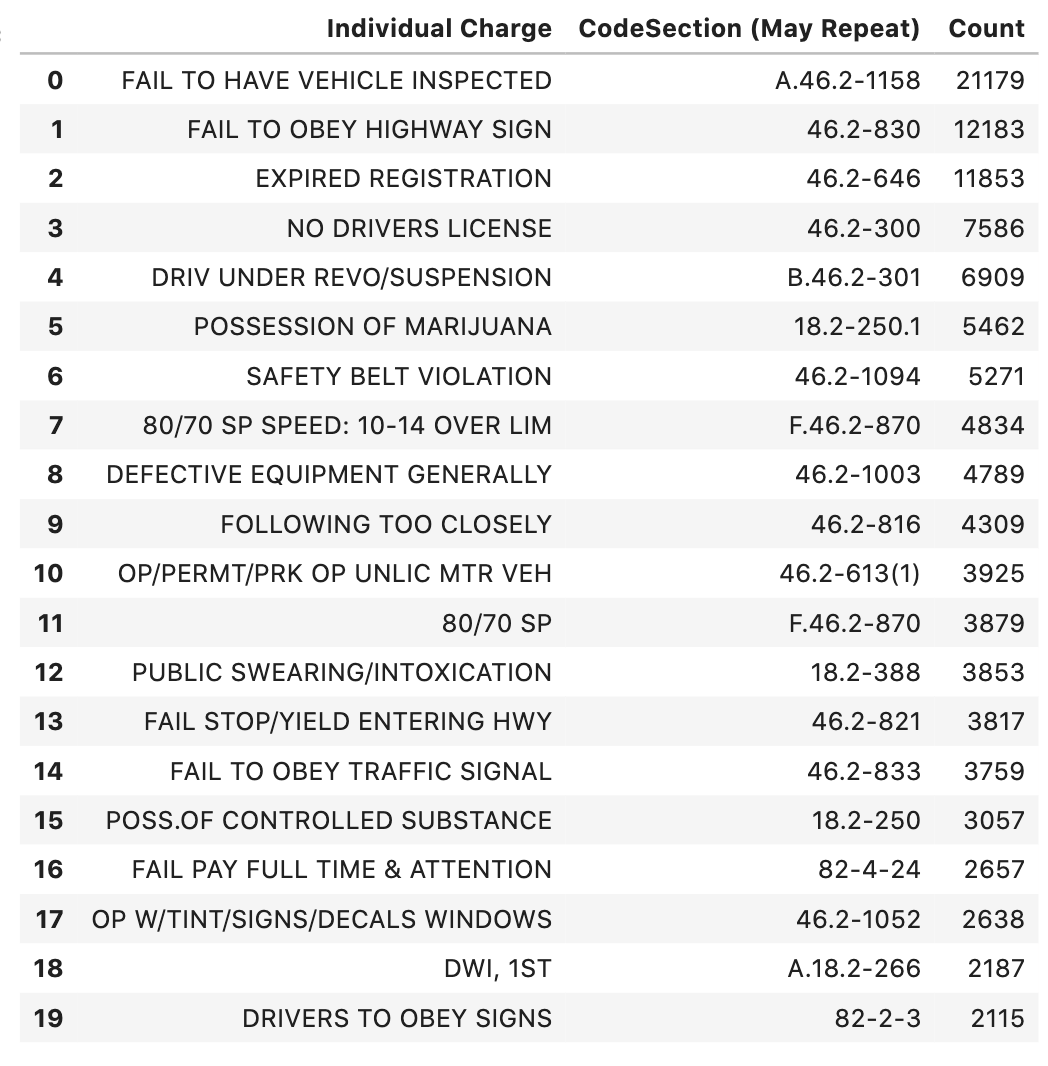 Individual Charge CodeSection (May Repeat) Count
0 FAIL TO HAVE VEHICLE INSPECTED A.46.2-1158 21179
1 FAIL TO OBEY HIGHWAY SIGN 46.2-830 12183
2 EXPIRED REGISTRATION 46.2-646 11853
3 NO DRIVERS LICENSE 46.2-300 7586
4 DRIV UNDER REVO/SUSPENSION B.46.2-301 6909
5 POSSESSION OF MARIJUANA 18.2-250.1 5462
6 SAFETY BELT VIOLATION 46.2-1094 5271
7 80/70 SP SPEED: 10-14 OVER LIM F.46.2-870 4834
8 DEFECTIVE EQUIPMENT GENERALLY 46.2-1003 4789
9 FOLLOWING TOO CLOSELY 46.2-816 4309
10 OP/PERMT/PRK OP UNLIC MTR VEH 46.2-613(1) 3925
11 80/70 SP F.46.2-870 3879
12 PUBLIC SWEARING/INTOXICATION 18.2-388 3853
13 FAIL STOP/YIELD ENTERING HWY 46.2-821 3817
14 FAIL TO OBEY TRAFFIC SIGNAL 46.2-833 3759
15 POSS.OF CONTROLLED SUBSTANCE 18.2-250 3057
16 FAIL PAY FULL TIME & ATTENTION 82-4-24 2657
17 OP W/TINT/SIGNS/DECALS WINDOWS 46.2-1052 2638
18 DWI, 1ST A.18.2-266 2187
19 DRIVERS TO OBEY SIGNS 82-2-3 2115